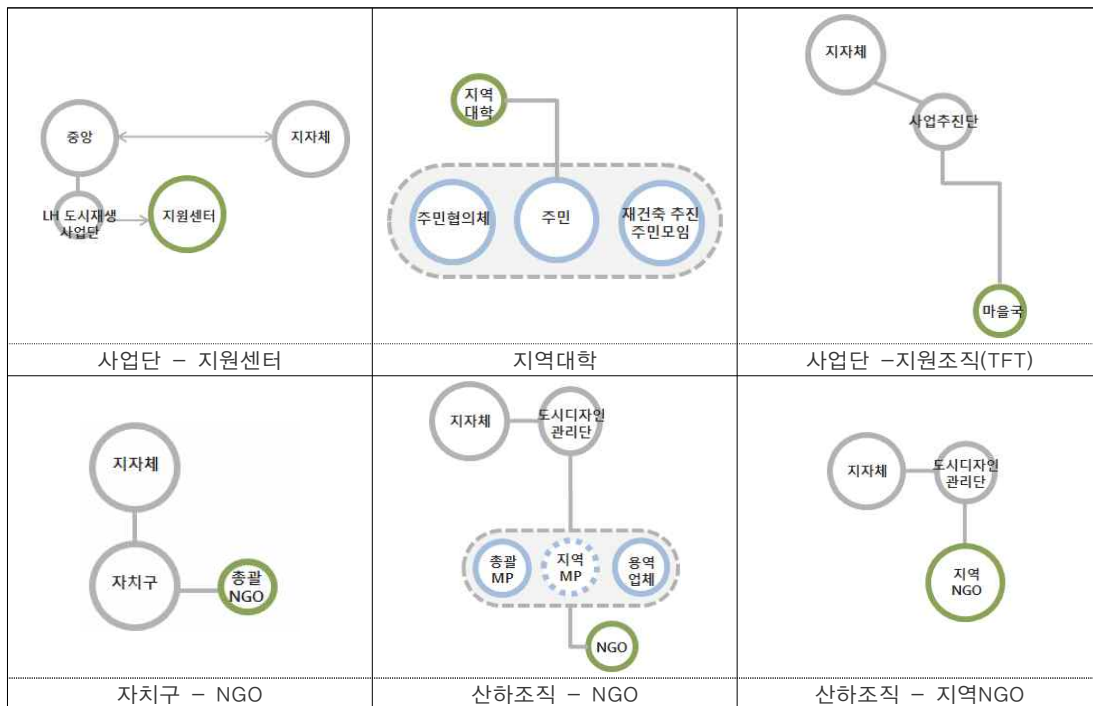 중앙
지자체
LH 도시재생
사업단
지원센터
사업단 – 지원센터
지역
대학
주민협의체
주민
재건축 추진
주민모임
지역대학
지자체
사업추진단
마을국
사업단 –지원조직(TFT)
지자체
자치구
총괄
NGO
자치구 – NGO
지자체
도시디자인
관리단
총괄
MP
지역
MP
용역
업체
NGO
산하조직 – NGO
지자체
도시디자인
관리단
지역
NGO
산하조직 – 지역NGO